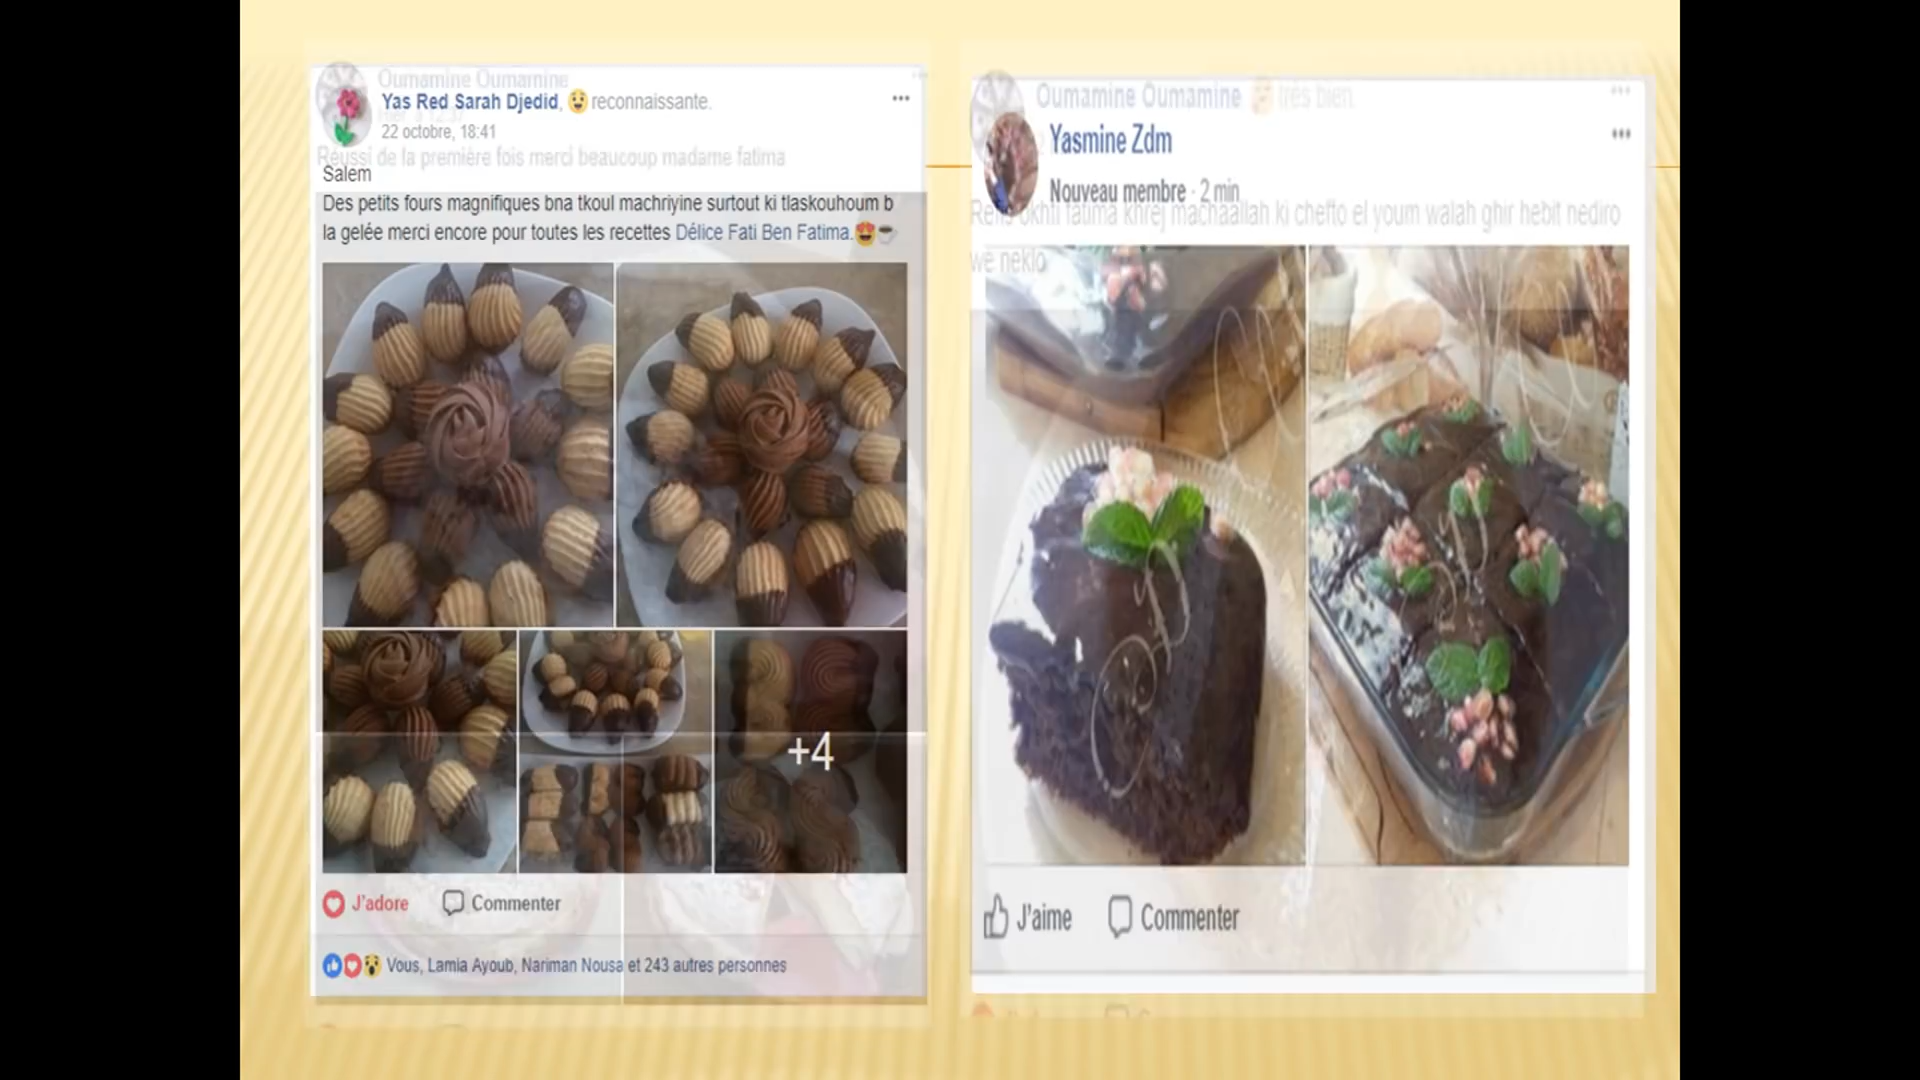 Oumamine Oumamine
Yas Red Sarah Djedid, reconnaissante.
22 octobre, 18:41
Réussi de la première fois merci beaucoup madame fatima
Salem
Des petits fours magnifiques bna tkoul machriyine surtout ki tlaskouhoum b
la gelée merci encore pour toutes les recettes Délice Fati Ben Fatima.
+4
J'adore Commenter
Vous, Lamia Ayoub, Nariman Nousa et 243 autres personnes
Oumamine Oumamine très bien.
Yasmine Zdm
Nouveau membre · 2 min
okhti fatima khrej machaallah ki chefto el youm walah ghir hebit nediro
we neklo
J'aime Commenter